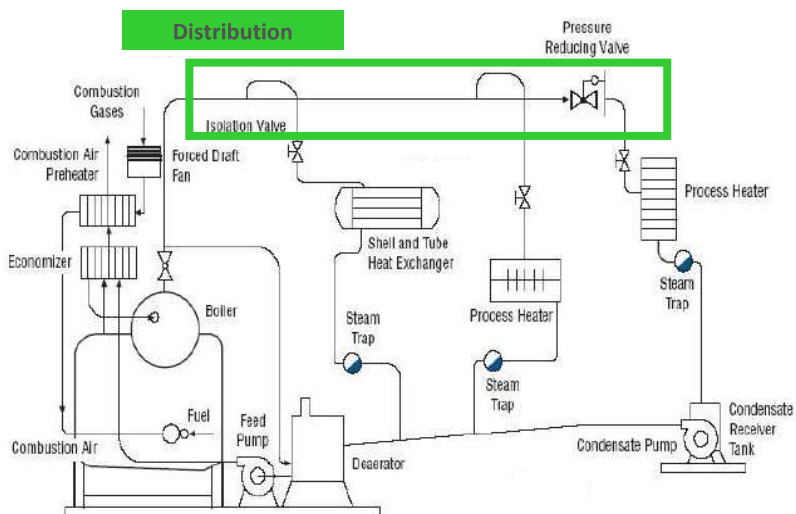 Distribution
Pressure
Reducing Valve
Combustion
Gases
Isolation Valve
Combustion Air
Preheater
Forced Draft
Fan
Process Heater
Economizer
Shell and Tube
Heat Exchanger
Steam
Trap
Boiler
Process Heater
Steam
Trap
Steam
Trap
Fuel
Feed
Pump
Combustion Air
Deaerator
Condensate Pump
Condensate
Receiver
Tank